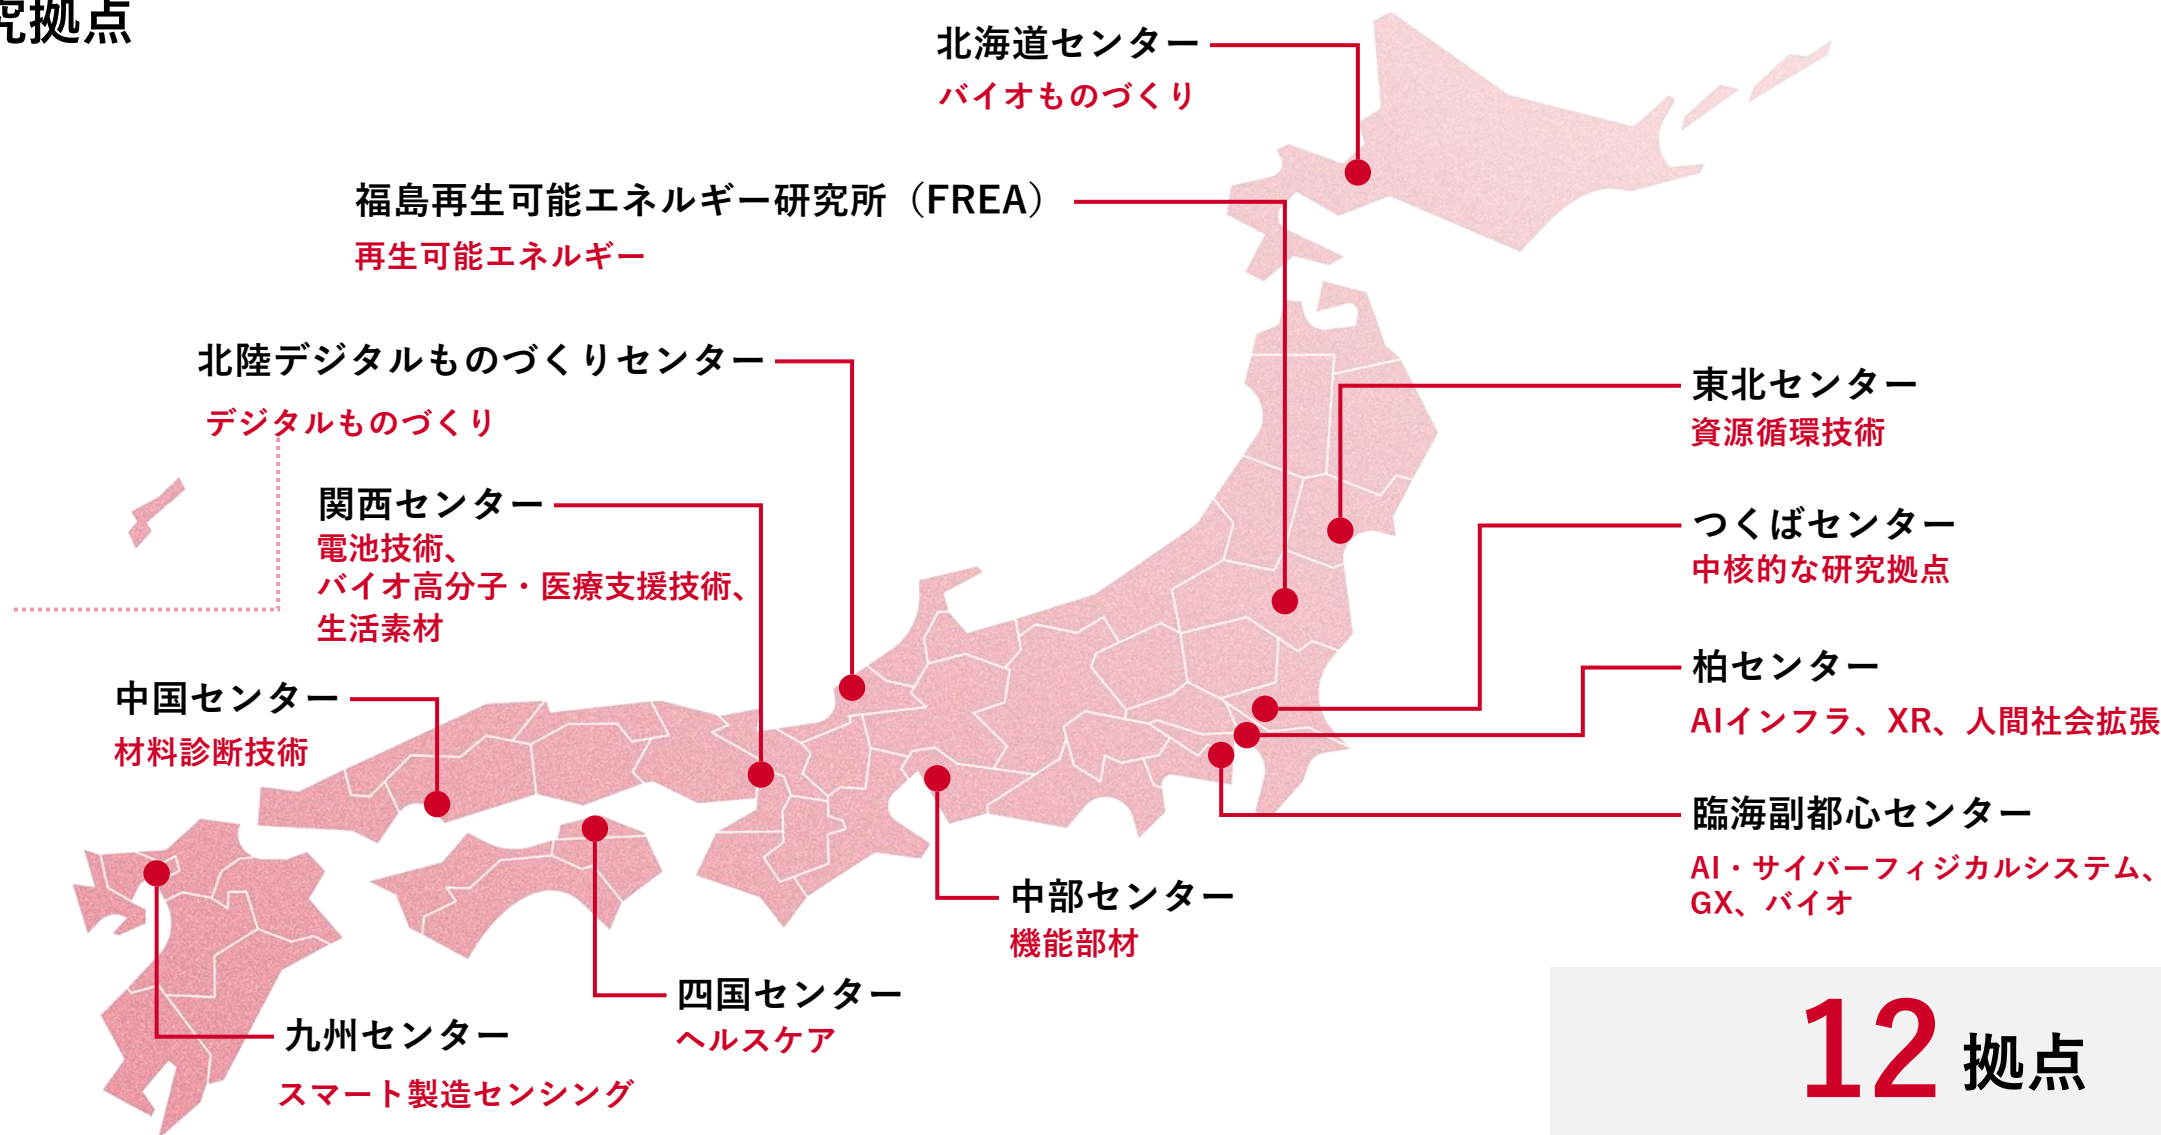 究拠点
北海道センター
バイオものづくり
福島再生可能エネルギー研究所（FREA）
再生可能エネルギー
北陸デジタルものづくりセンター
デジタルものづくり
関西センター
電池技術、
バイオ高分子・医療支援技術、
生活素材
中国センター
材料診断技術
東北センター
資源循環技術
つくばセンター
中核的な研究拠点
柏センター
AIインフラ、XR、人間社会拡張
臨海副都心センター
AI・サイバーフィジカルシステム、
GX、バイオ
中部センター
機能部材
四国センター
ヘルスケア
九州センター
スマート製造センシング
12 拠点